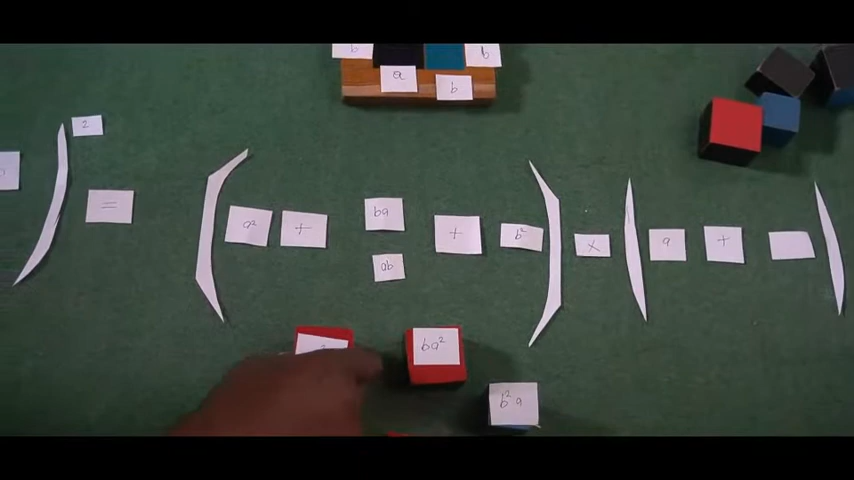 b b
a b
2
= ( a² + ba + b² ) x ( a + )
ab
ba²
b²a